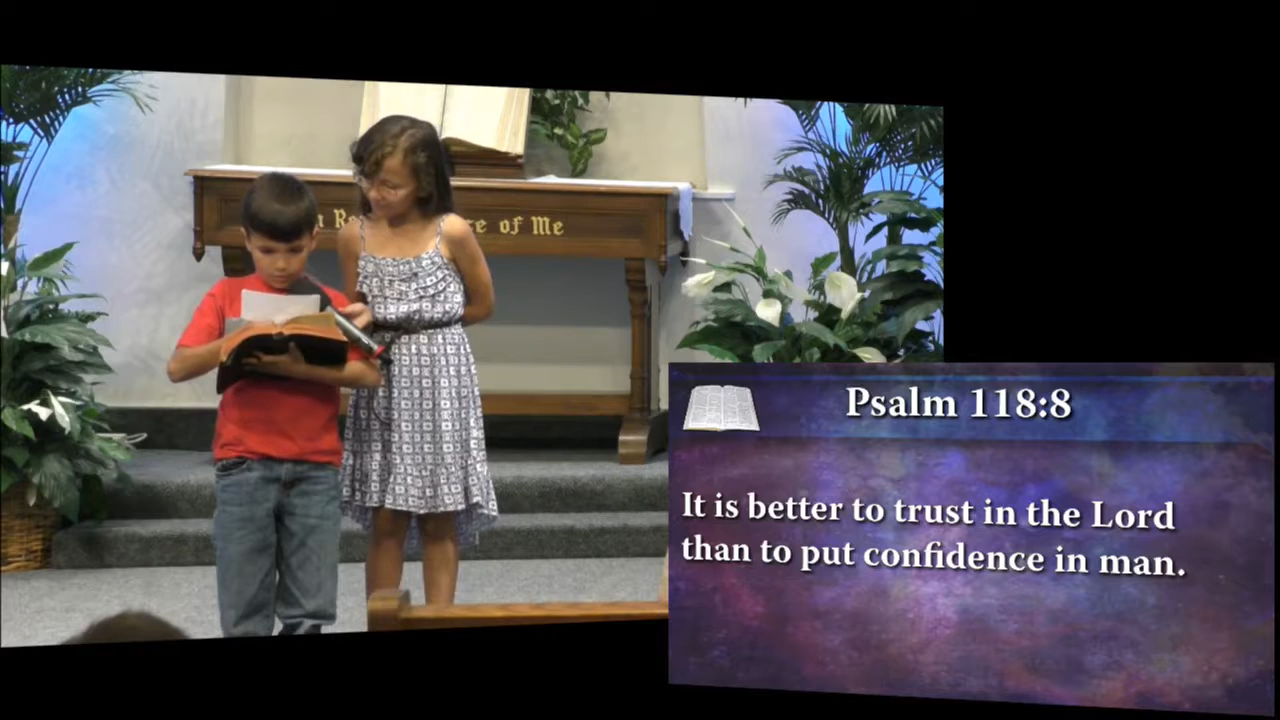 ce of Me
Psalm 118:8
It is better to trust in the Lord
than to put confidence in man.